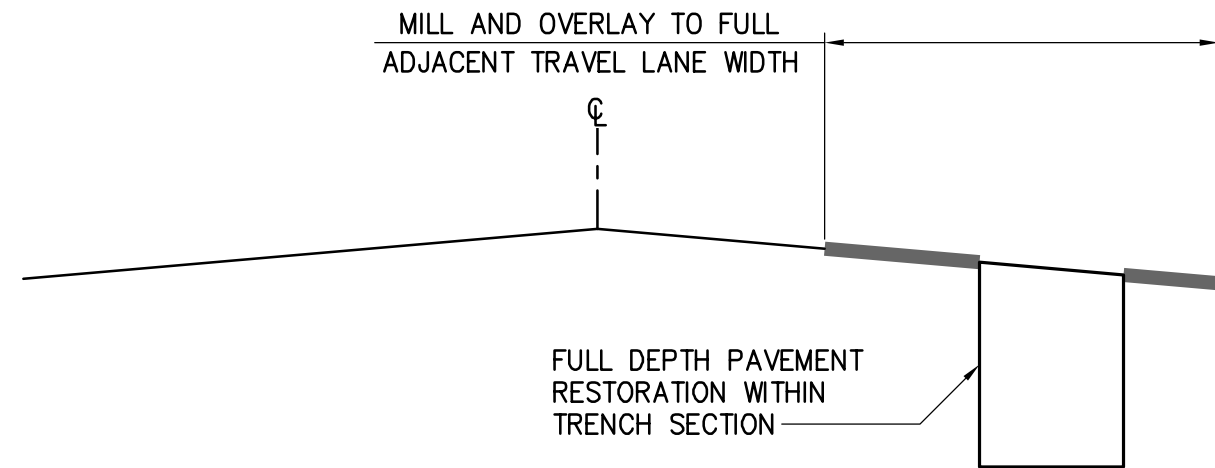 MILL AND OVERLAY TO FULL
ADJACENT TRAVEL LANE WIDTH
℄
FULL DEPTH PAVEMENT
RESTORATION WITHIN
TRENCH SECTION